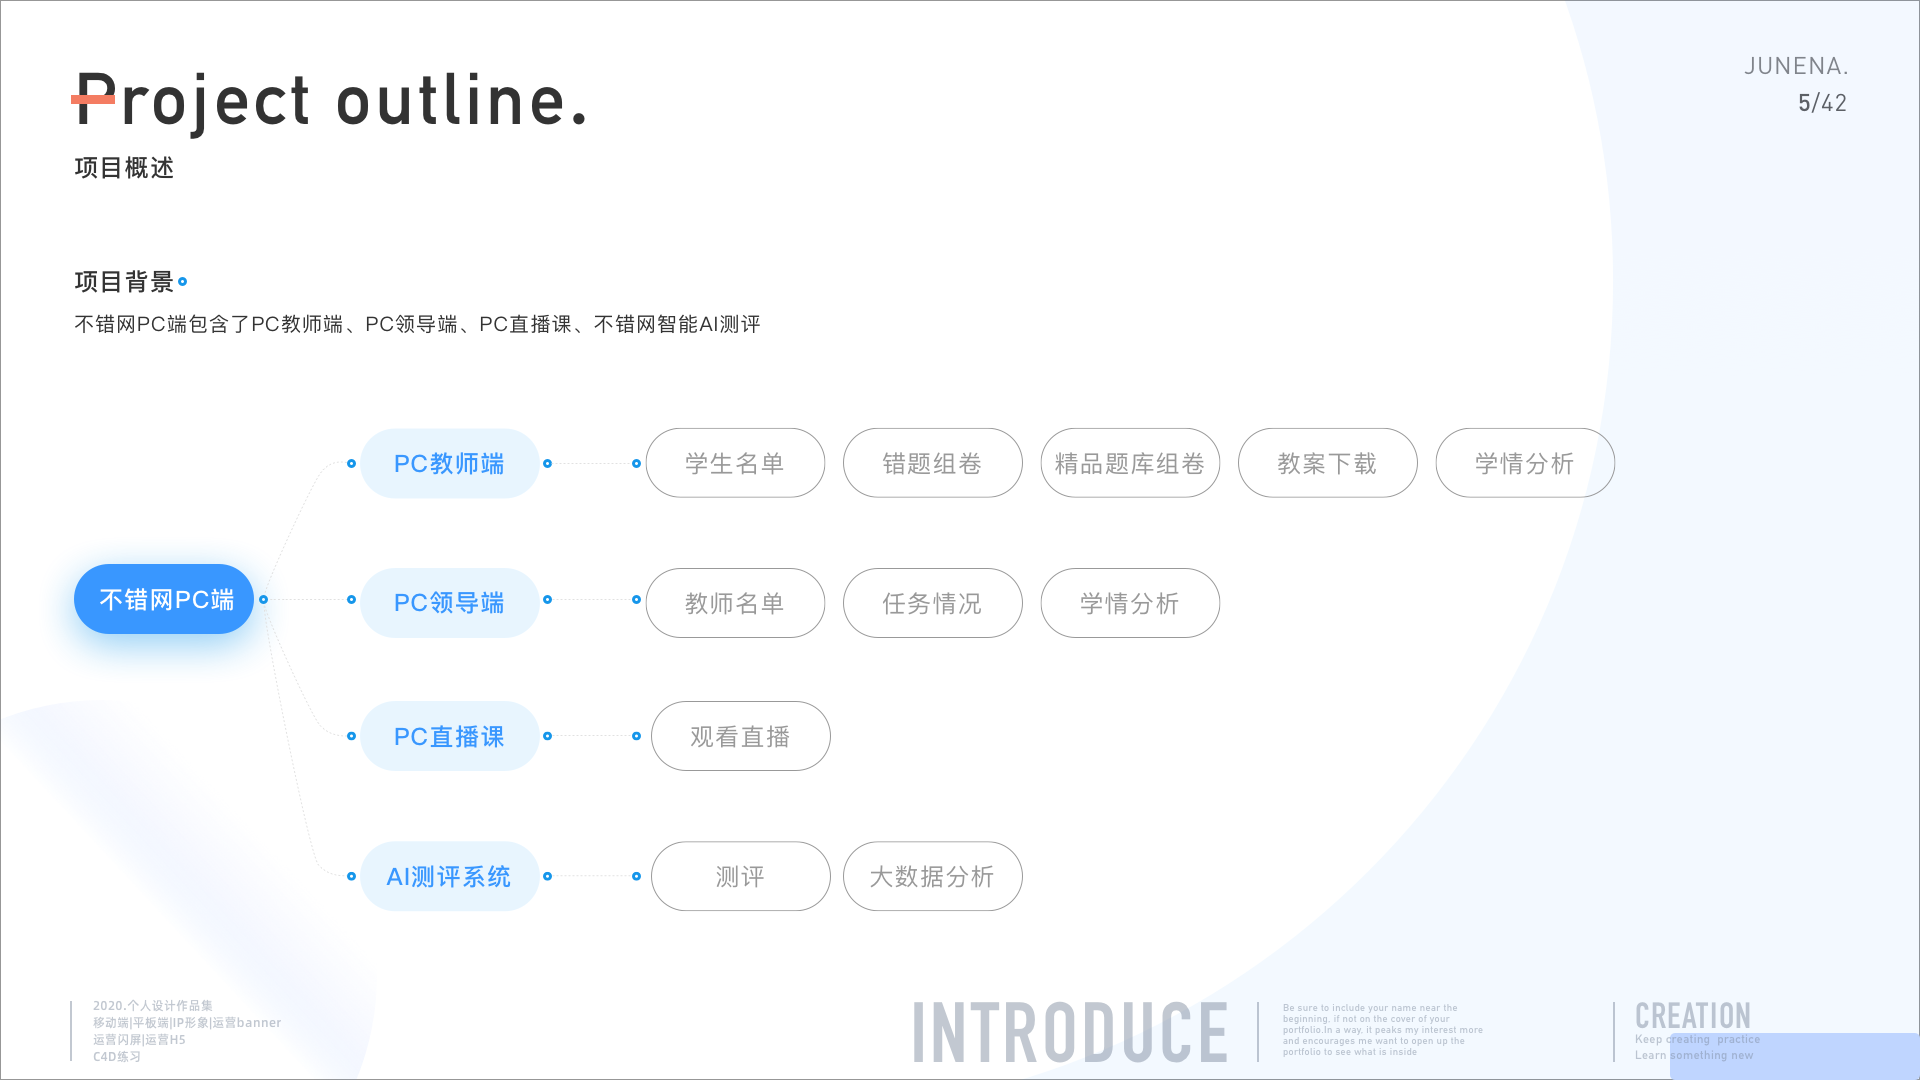 Project outline.
项目概述
JUNENA.
5/42
项目背景
不错网PC端包含了PC教师端、PC领导端、PC直播课、不错网智能AI测评
不错网PC端
PC教师端
学生名单
错题组卷
精品题库组卷
教案下载
学情分析
PC领导端
教师名单
任务情况
学情分析
PC直播课
观看直播
AI测评系统
测评
大数据分析
2020.个人设计作品集
移动端|平板端|IP形象|运营banner
运营闪屏|运营H5
C4D练习
INTRODUCE
Be sure to include your name near the
beginning. if not on the cover of your
portfolio.In a way. it peaks my interest more
and encourages me want to open up the
portfolio to see what is inside
CREATION
Keep creating practice
Learn something new